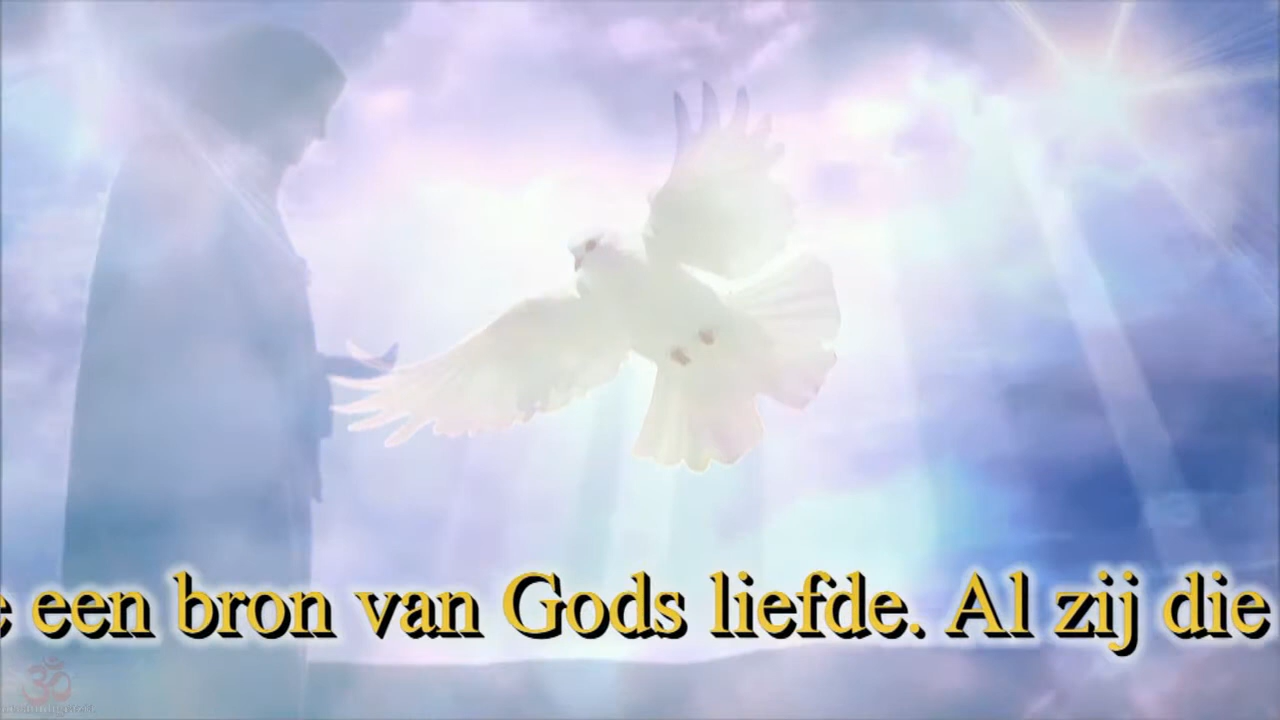 e een bron van Gods liefde. Al zij die
ॐ